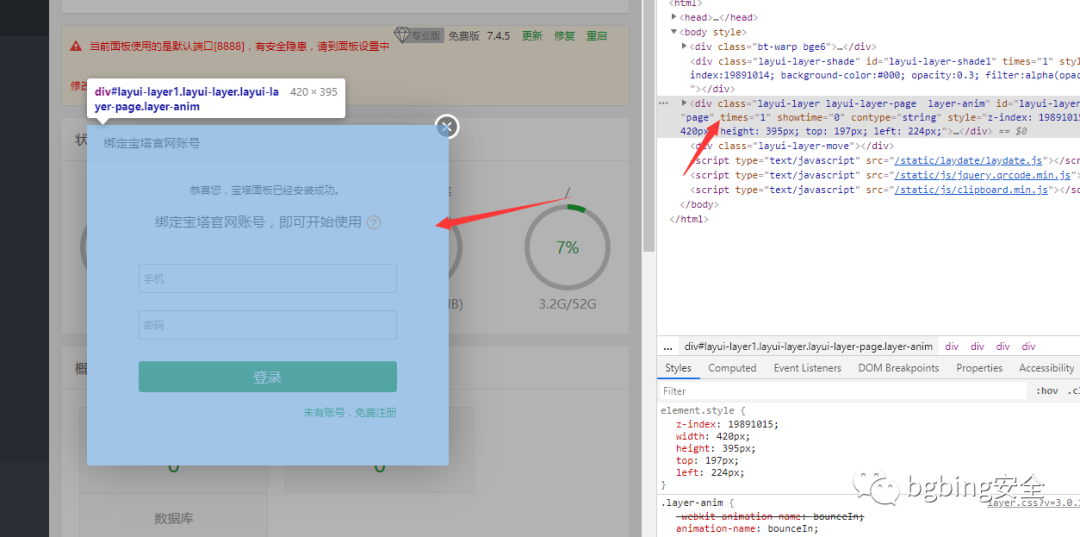 当前面板使用的是默认端口[8888]，有安全隐患，请到面板设置中
专业版 免费版 7.4.5 更新 修复 重启
div#layui-layer1.layui-layer.layui-la
yer-page.layer-anim
420 × 395
绑定宝塔官网账号
恭喜您，宝塔面板已经安装成功。
绑定宝塔官网账号，即可开始使用 ?
手机
密码
登录
未有账号，免费注册
/
7%
3.2G/52G
0
0
数据库
<html>
<head>…</head>
<body style>
<div class="bt-warp bge6">…</div>
<div class="layui-layer-shade" id="layui-layer-shade1" times="1" styl
index:19891014; background-color:#000; opacity:0.3; filter:alpha(opac
"></div>
<div class="layui-layer layui-layer-page  layer-anim" id="layui-layer
"page" times="1" showtime="0" contype="string" style="z-index: 19891015
420px; height: 395px; top: 197px; left: 224px;">…</div> == $0
<div class="layui-layer-move"></div>
<script type="text/javascript" src="/static/laydate/laydate.js"></sc
<script type="text/javascript" src="/static/js/jquery.qrcode.min.js">
<script type="text/javascript" src="/static/js/clipboard.min.js"></sc
</body>
</html>
... div#layui-layer1.layui-layer.layui-layer-page.layer-anim div div div div
Styles Computed Event Listeners DOM Breakpoints Properties Accessibility
Filter :hov .cl
element.style {
z-index: 19891015;
width: 420px;
height: 395px;
top: 197px;
left: 224px;
}
bgbing安全
.layer-anim { layer.css?v=3.0.1
-webkit-animation-name: bounceIn;
animation-name: bounceIn;